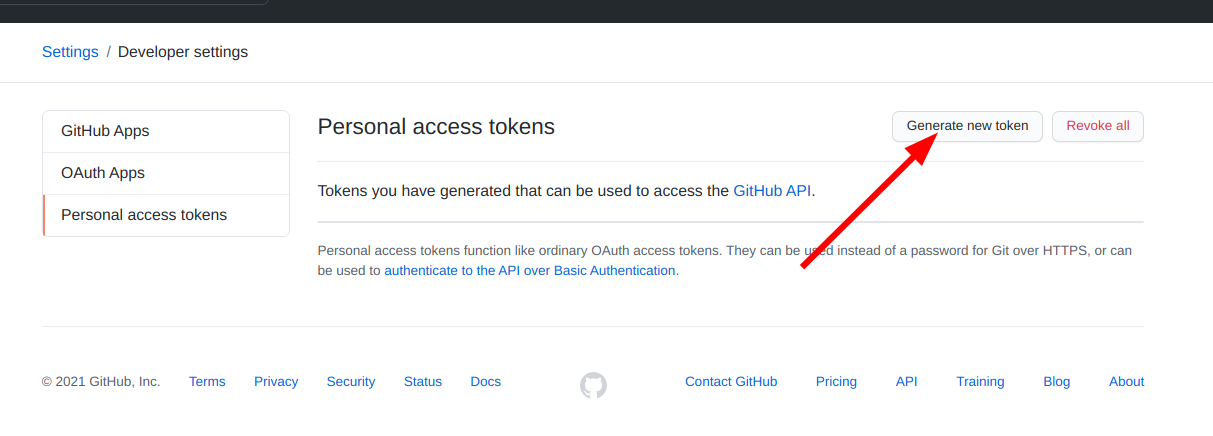 Settings / Developer settings
GitHub Apps
OAuth Apps
Personal access tokens
Personal access tokens
Generate new token
Revoke all
Tokens you have generated that can be used to access the GitHub API.
Personal access tokens function like ordinary OAuth access tokens. They can be used instead of a password for Git over HTTPS, or can
be used to authenticate to the API over Basic Authentication.
© 2021 GitHub, Inc. Terms Privacy Security Status Docs Contact GitHub Pricing API Training Blog About